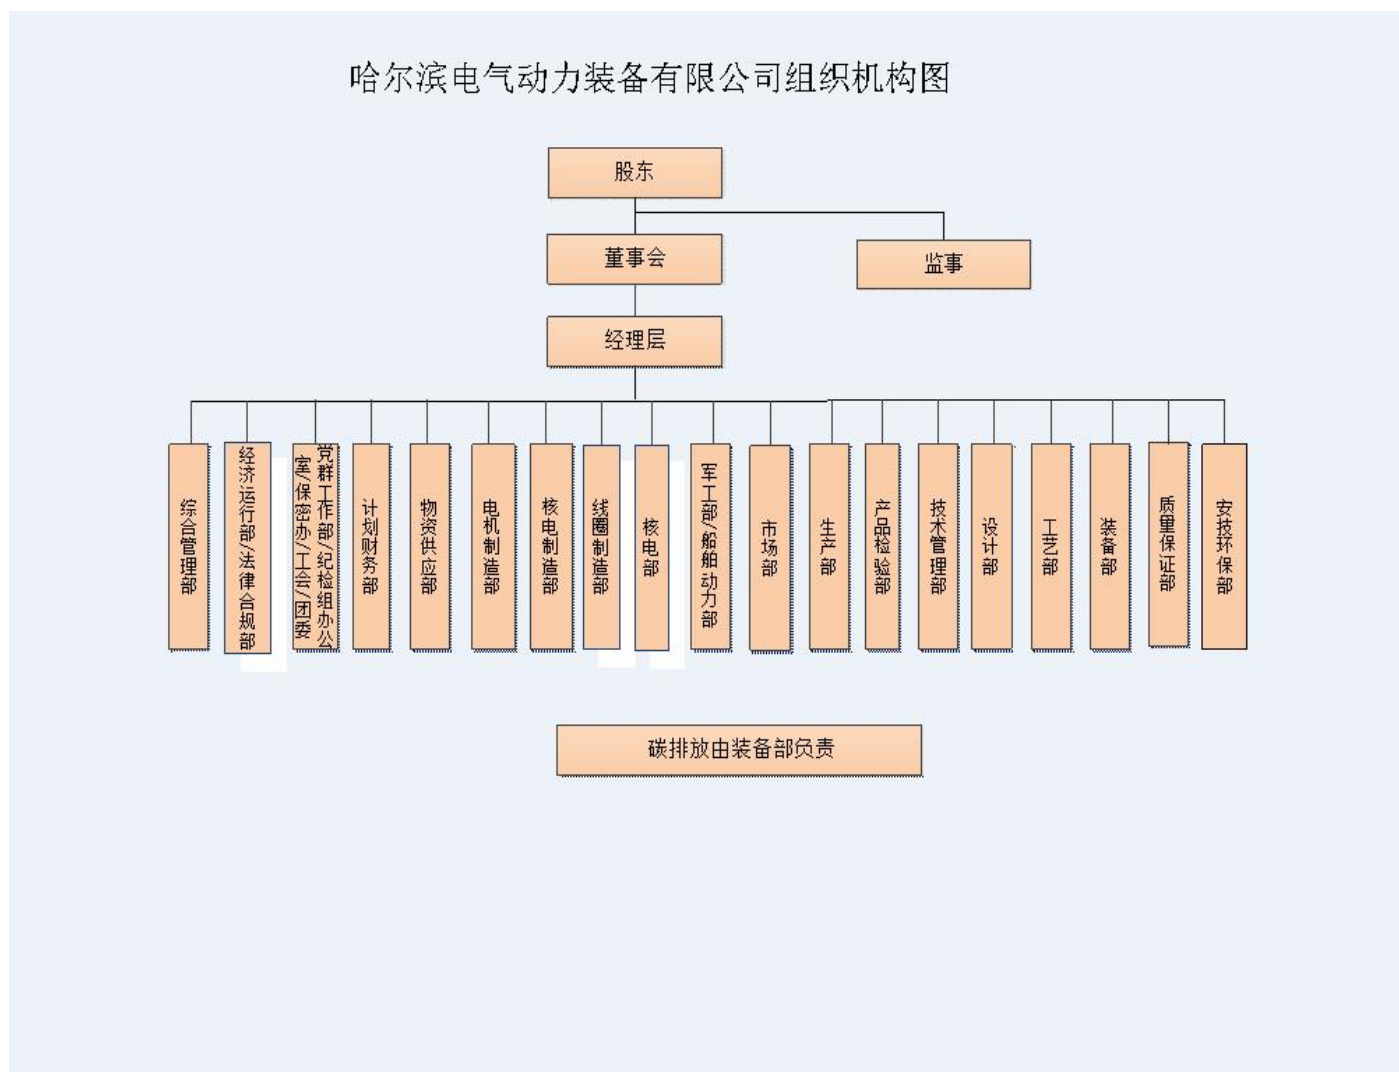 哈尔滨电气动力装备有限公司组织机构图
股东
董事会
监事
经理层
综合管理部
经济运行部/法律合规部
党群工作部/纪检组办公
室/保密办/工会/团委
计划财务部
物资供应部
电机制造部
核电制造部
线圈制造部
核电部
军工部/船舶动力部
市场部
生产部
产品检验部
技术管理部
设计部
工艺部
装备部
质量保证部
安技环保部
碳排放由装备部负责